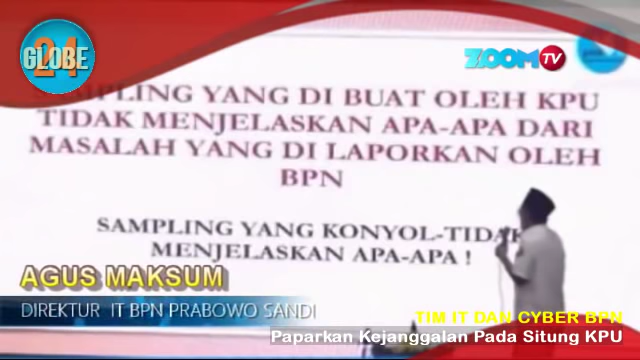 GLOBE
24
ZOOM TV
SAMPLING YANG DI BUAT OLEH KPU
TIDAK MENJELASKAN APA-APA DARI
MASALAH YANG DI LAPORKAN OLEH
BPN
SAMPLING YANG KONYOL-TIDAK
MENJELASKAN APA-APA !
AGUS MAKSUM
DIREKTUR IT BPN PRABOWO SANDI
TIM IT DAN CYBER BPN
Paparkan Kejanggalan Pada Situng KPU